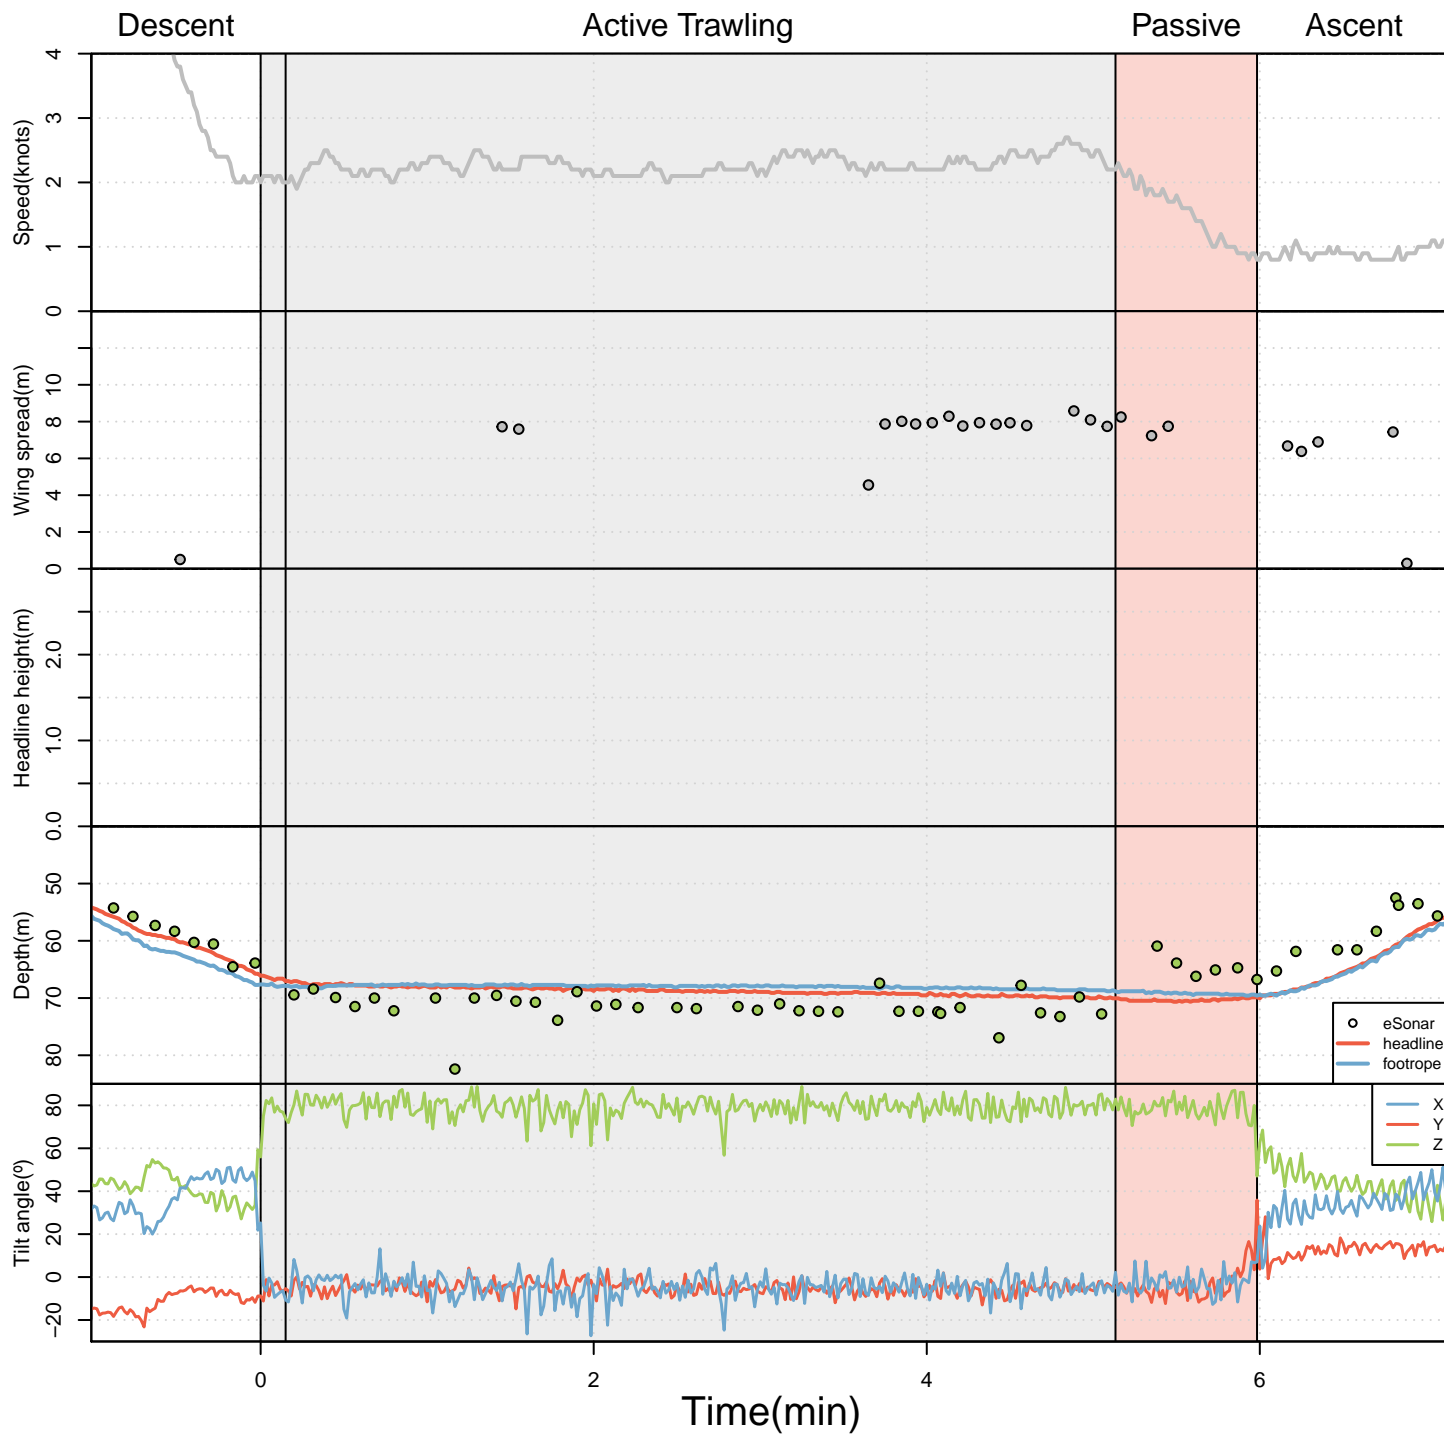 Descent Active Trawling Passive Ascent
Speed(knots)
4
3
2
1
0
Wing spread(m)
10
8
6
4
2
0
Headline height(m
2.0
1.0
0.0
Depth(m)
50
60
70
80
eSonar
headline
footrope
Tilt angle(º)
80
60
40
20
0
−20
X
Y
Z
0 2 4 6
Time(min)